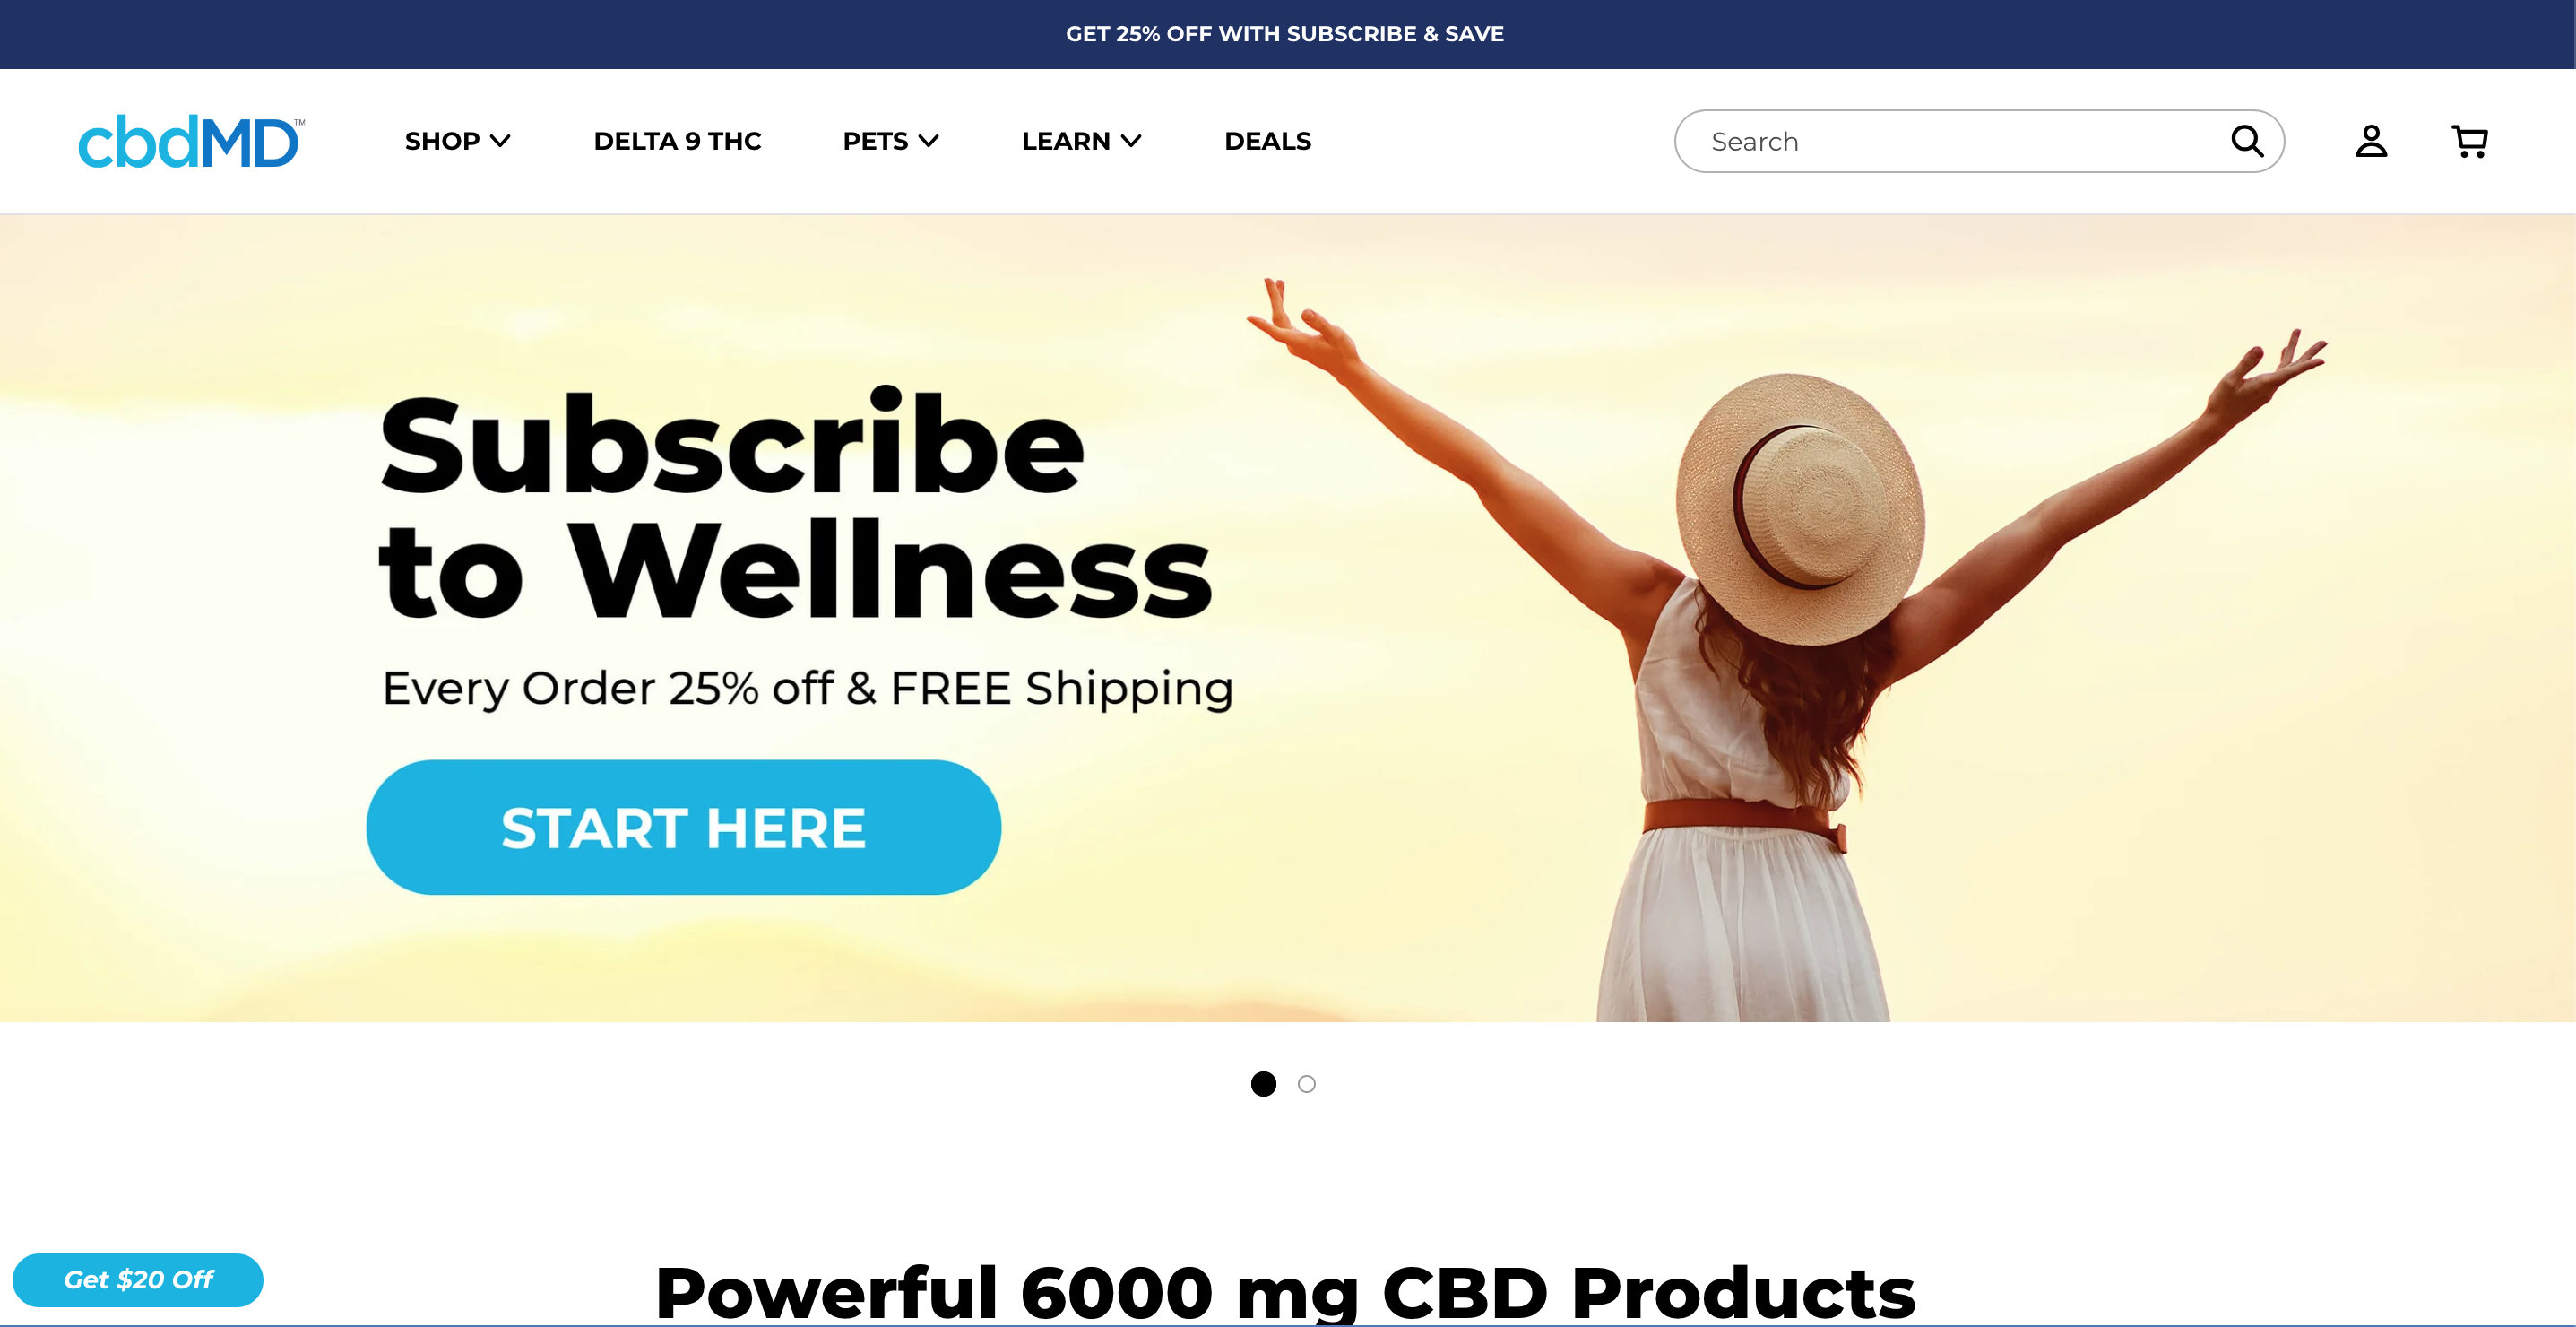 GET 25% OFF WITH SUBSCRIBE & SAVE
cbdMD™
SHOP
DELTA 9 THC
PETS
LEARN
DEALS
Search
Subscribe
to Wellness
Every Order 25% off & FREE Shipping
START HERE
Get $20 Off
Powerful 6000 mg CBD Products